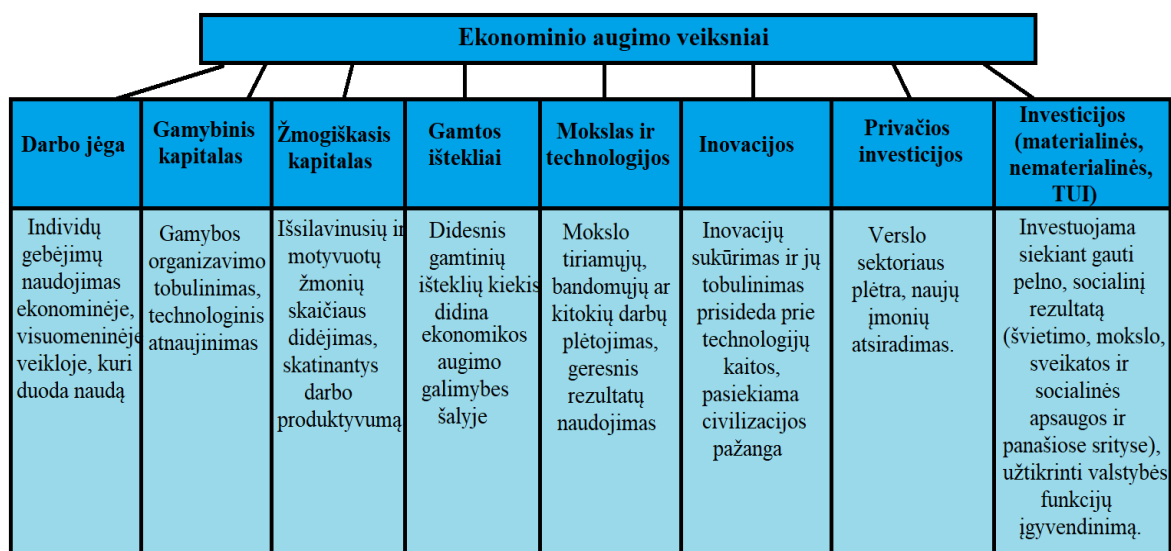 Ekonominio augimo veiksniai
Darbo jėga
Gamybinis
kapitalas
Žmogiškasis
kapitalas
Gamtos
ištekliai
Mokslas ir
technologijos
Inovacijos
Privačios
investicijos
Investicijos
(materialinės,
nematerialinės,
TUI)
Individų
gebėjimų
naudojimas
ekonominėje,
visuomeninėje
veikloje, kuri
duoda naudą
Gamybos
organizavimo
tobulinimas,
technologinis
atnaujinimas
Išsilavinusių ir
motyvuotų
žmonių
skaičiaus
didėjimas,
skatinantys
darbo
produktyvumą
Didesnis
gamtinių
išteklių kiekis
didina
ekonomikos
augimo
galimybes
šalyje
Mokslo
tiriamųjų,
bandomųjų ar
kitokių darbų
plėtojimas,
geresnis
rezultatų
naudojimas
Inovacijų
sukūrimas ir jų
tobulinimas
prisideda prie
technologijų
kaitos,
pasiekiama
civilizacijos
pažanga
Verslo
sektoriaus
plėtra, naujų
įmonių
atsiradimas.
Investuojama
siekiant gauti
pelno, socialinį
rezultatą
(švietimo, mokslo,
sveikatos ir
socialinės
apsaugos ir
panašiose srityse),
užtikrinti valstybės
funkcijų
įgyvendinimą.